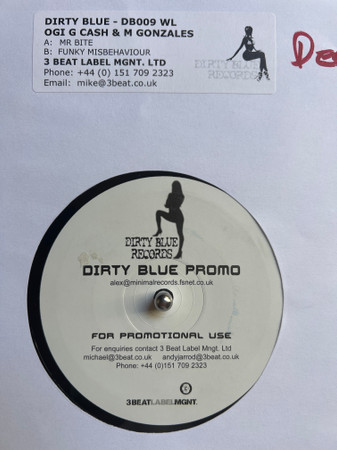 DIRTY BLUE - DB009 WL
OGI G CASH & M GONZALES
A: MR BITE
B: FUNKY MISBEHAVIOUR
3 BEAT LABEL MGNT. LTD
Phone: +44 (0) 151 709 2323
Email: mike@3beat.co.uk
DIRTY BLUE
RECORDS
DIRTY BLUE
RECORDS
DIRTY BLUE PROMO
alex@minimalrecords.fsnet.co.uk
FOR PROMOTIONAL USE
For enquiries contact 3 Beat Label Mngt. Ltd
michael@3beat.co.uk andyjarrod@3beat.co.uk
Phone: +44 (0)151 709 2323
3BEATLABELMGNT.